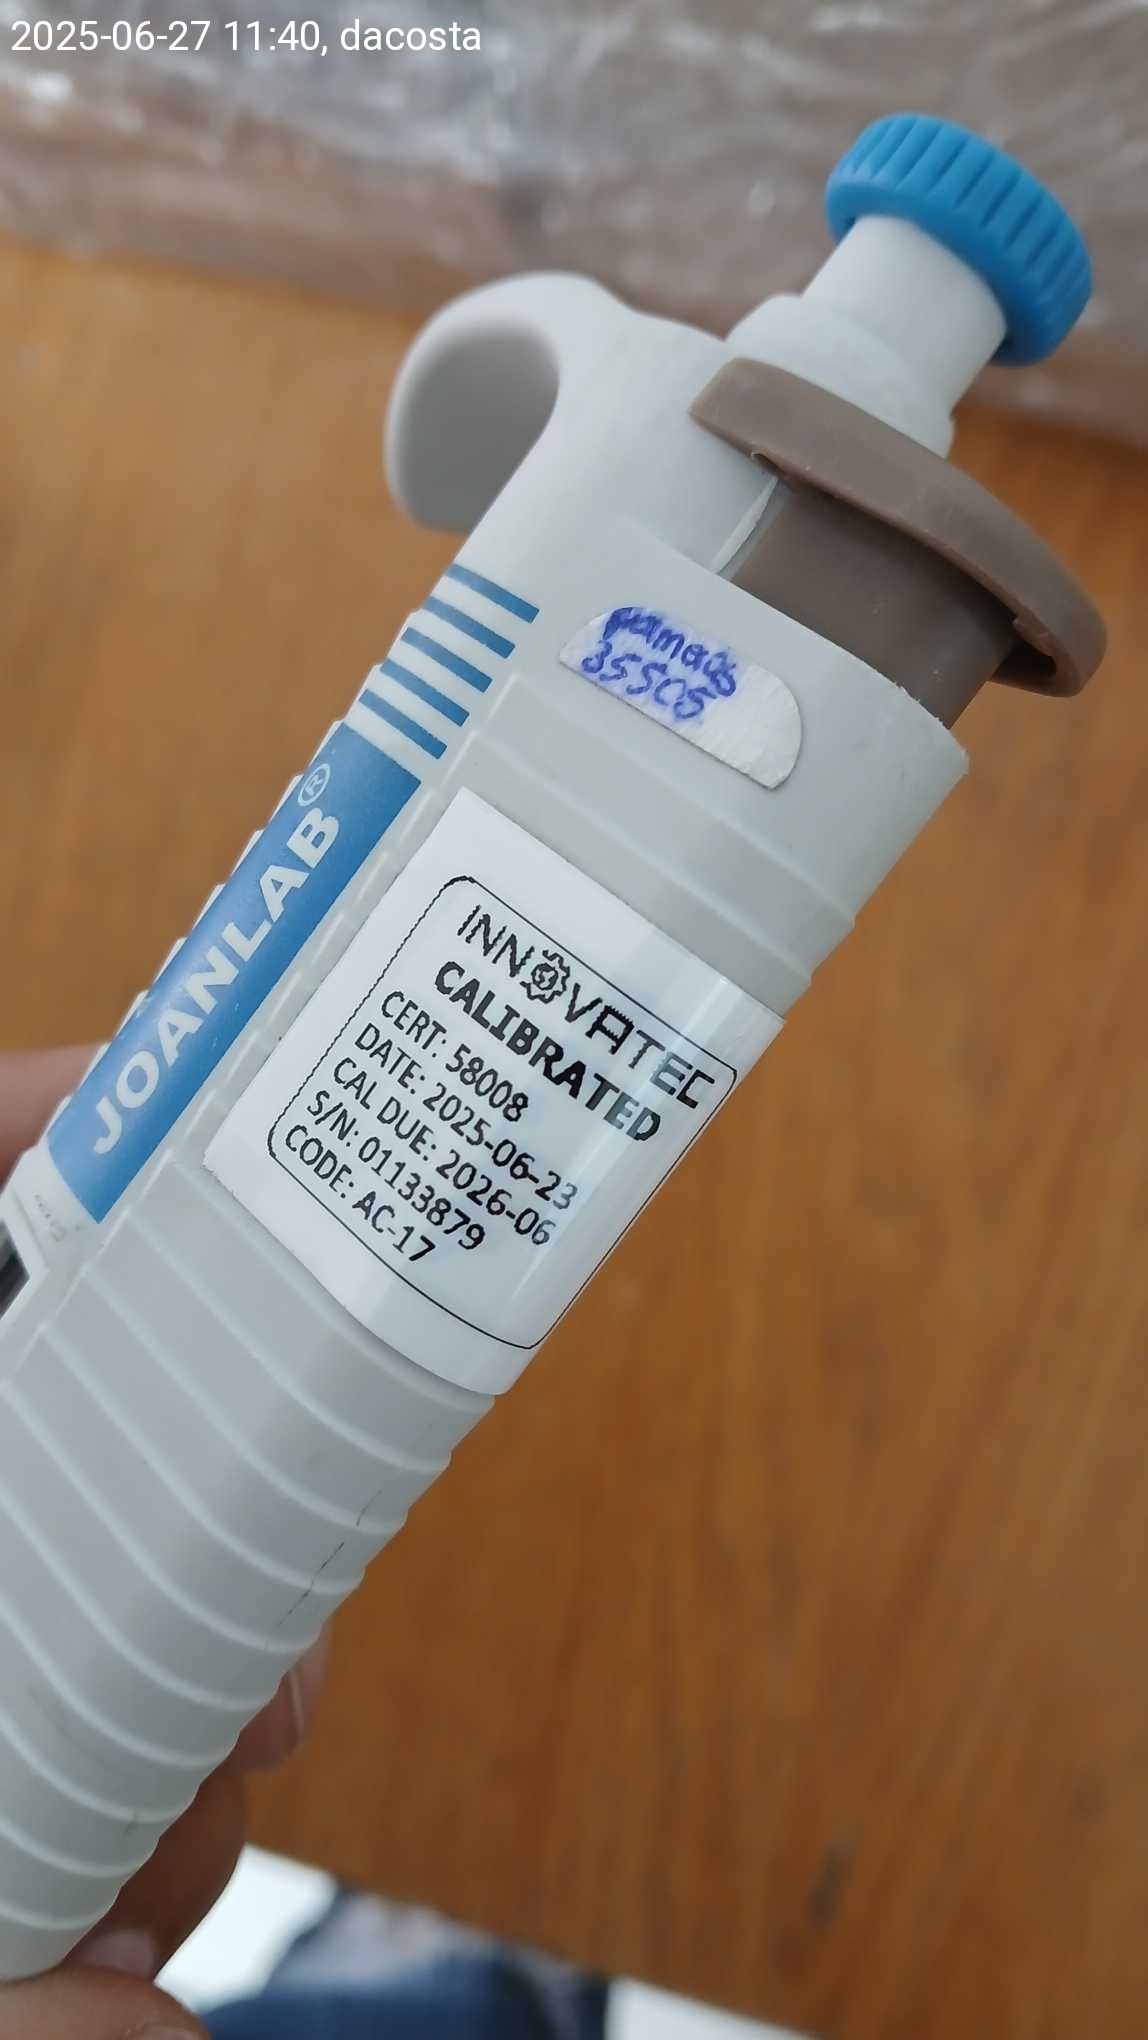 2025-06-27 11:40, dacosta
35505
JOANLAB®
INNOVATEC
CALIBRATED
CERT: 58008
DATE: 2025-06-23
CAL DUE: 2026-06
S/N: 01133879
CODE: AC-17